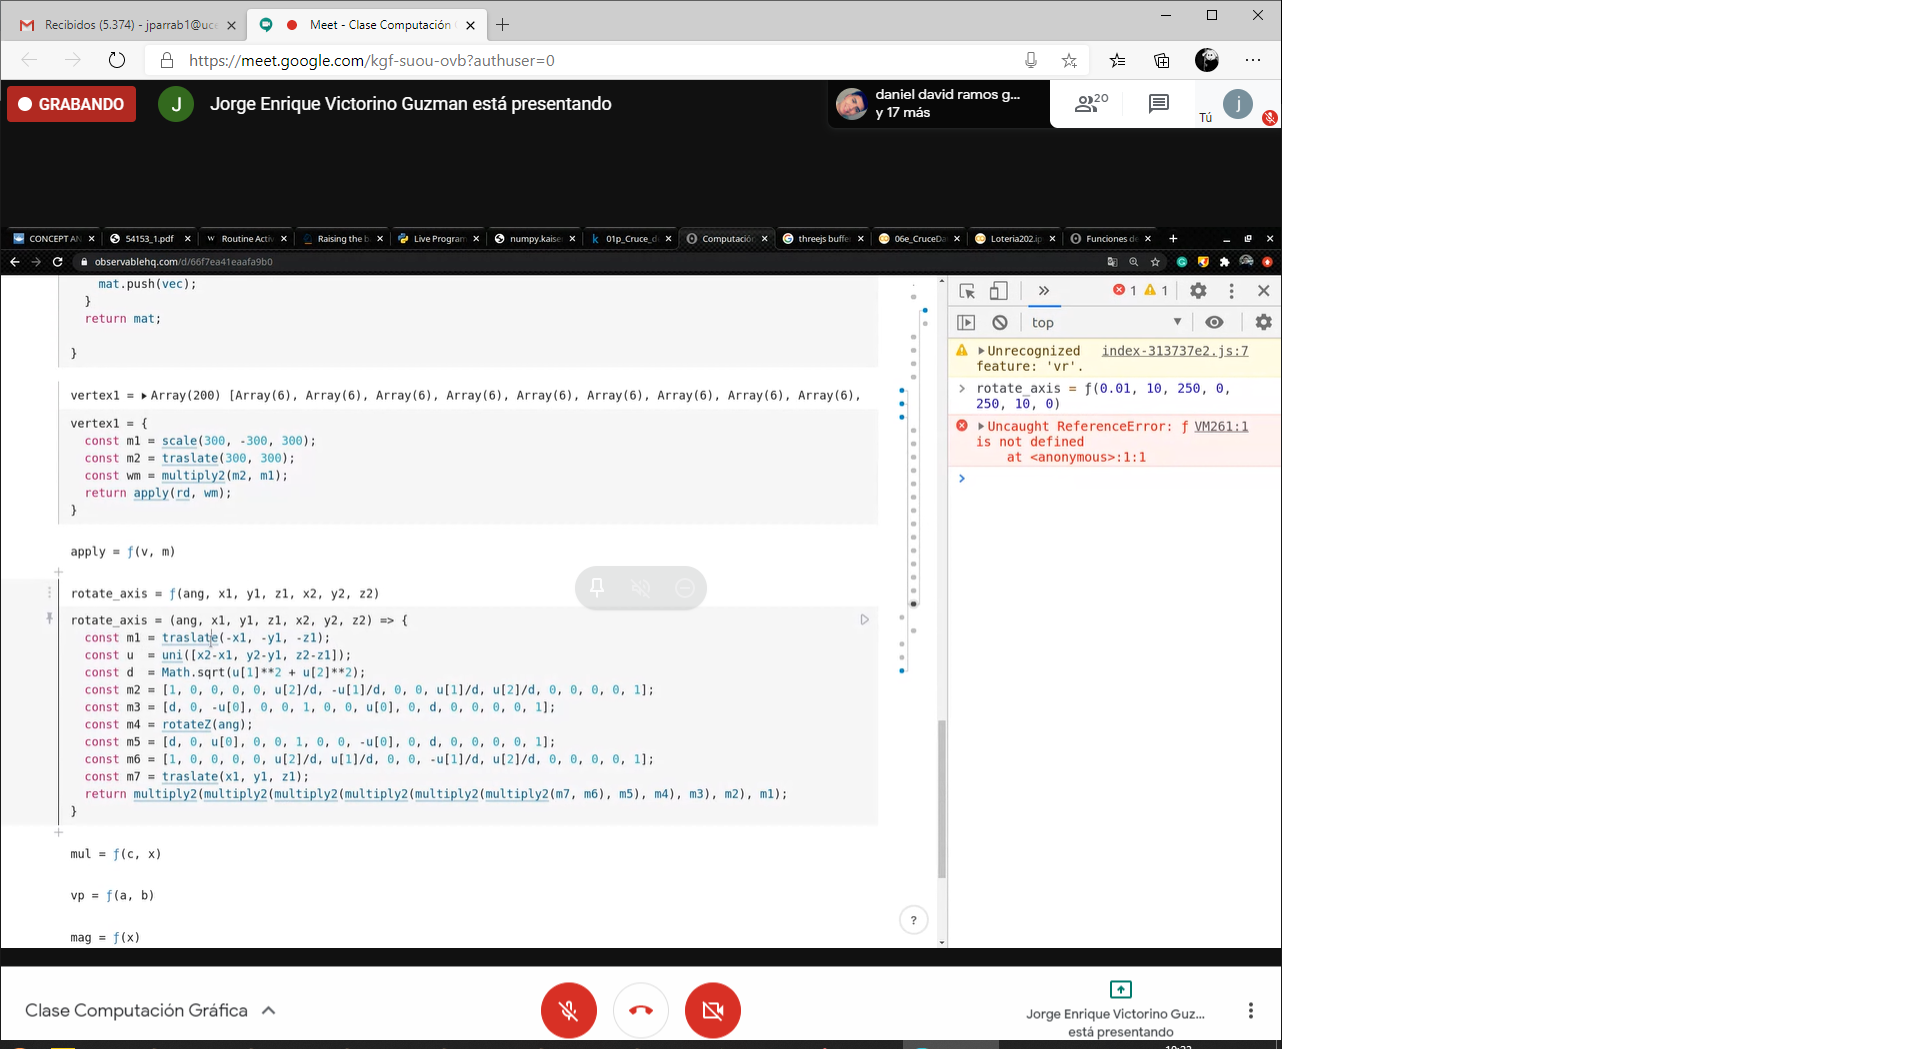 Recibidos (5.374) - jparrab1@uc
Meet - Clase Computación
https://meet.google.com/kgf-suou-ovb?authuser=0
GRABANDO
J
Jorge Enrique Victorino Guzman está presentando
daniel david ramos g...
y 17 más
20
Tú
j
CONCEPT AN
54153_1.pdf
Routine Acti
Raising the b
Live Program
numpy.kaise
01p_Cruce_d
Computación
threejs buffe
06e_CruceDa
Loteria202.ip
Funciones de
observablehq.com/d/66f7ea41eaafa9b0
mat.push(vec);
}
return mat;
}
vertex1 = ▸Array(200) [Array(6), Array(6), Array(6), Array(6), Array(6), Array(6), Array(6), Array(6), Array(6),
vertex1 = {
const m1 = scale(300, -300, 300);
const m2 = traslate(300, 300);
const wm = multiply2(m2, m1);
return apply(rd, wm);
}
apply = ƒ(v, m)
rotate_axis = ƒ(ang, x1, y1, z1, x2, y2, z2)
rotate_axis = (ang, x1, y1, z1, x2, y2, z2) => {
const m1 = traslate(-x1, -y1, -z1);
const u = uni([x2-x1, y2-y1, z2-z1]);
const d = Math.sqrt(u[1]**2 + u[2]**2);
const m2 = [1, 0, 0, 0, 0, u[2]/d, -u[1]/d, 0, 0, u[1]/d, u[2]/d, 0, 0, 0, 0, 1];
const m3 = [d, 0, -u[0], 0, 0, 1, 0, 0, u[0], 0, d, 0, 0, 0, 0, 1];
const m4 = rotateZ(ang);
const m5 = [d, 0, u[0], 0, 0, 1, 0, 0, -u[0], 0, d, 0, 0, 0, 0, 1];
const m6 = [1, 0, 0, 0, 0, u[2]/d, u[1]/d, 0, 0, -u[1]/d, u[2]/d, 0, 0, 0, 0, 1];
const m7 = traslate(x1, y1, z1);
return multiply2(multiply2(multiply2(multiply2(multiply2(multiply2(m7, m6), m5), m4), m3), m2), m1);
}
mul = ƒ(c, x)
vp = ƒ(a, b)
mag = ƒ(x)
?
1 1
top
Unrecognized index-313737e2.js:7
feature: 'vr'.
rotate_axis = ƒ(0.01, 10, 250, 0,
250, 10, 0)
Uncaught ReferenceError: ƒ VM261:1
is not defined
at <anonymous>:1:1
Clase Computación Gráfica
Jorge Enrique Victorino Guz...
está presentando